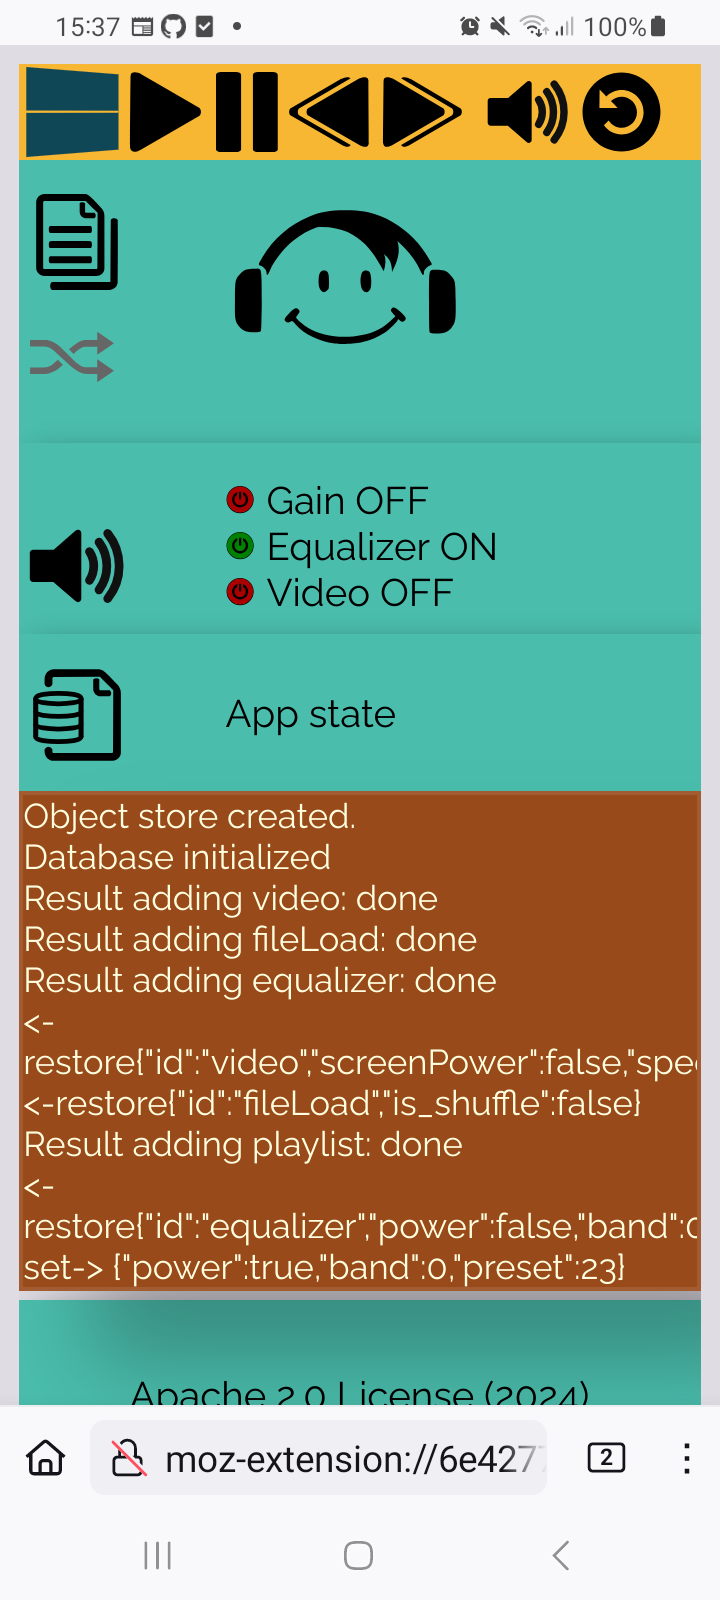 15:37
100%
Gain OFF
Equalizer ON
Video OFF
App state
Object store created.
Database initialized
Result adding video: done
Result adding fileLoad: done
Result adding equalizer: done
<-
restore{"id":"video","screenPower":false,"spe
<-restore{"id":"fileLoad","is_shuffle":false}
Result adding playlist: done
<-
restore{"id":"equalizer","power":false,"band":0
set-> {"power":true,"band":0,"preset":23}
Apache 2.0 License (2024)
moz-extension://6e427
2